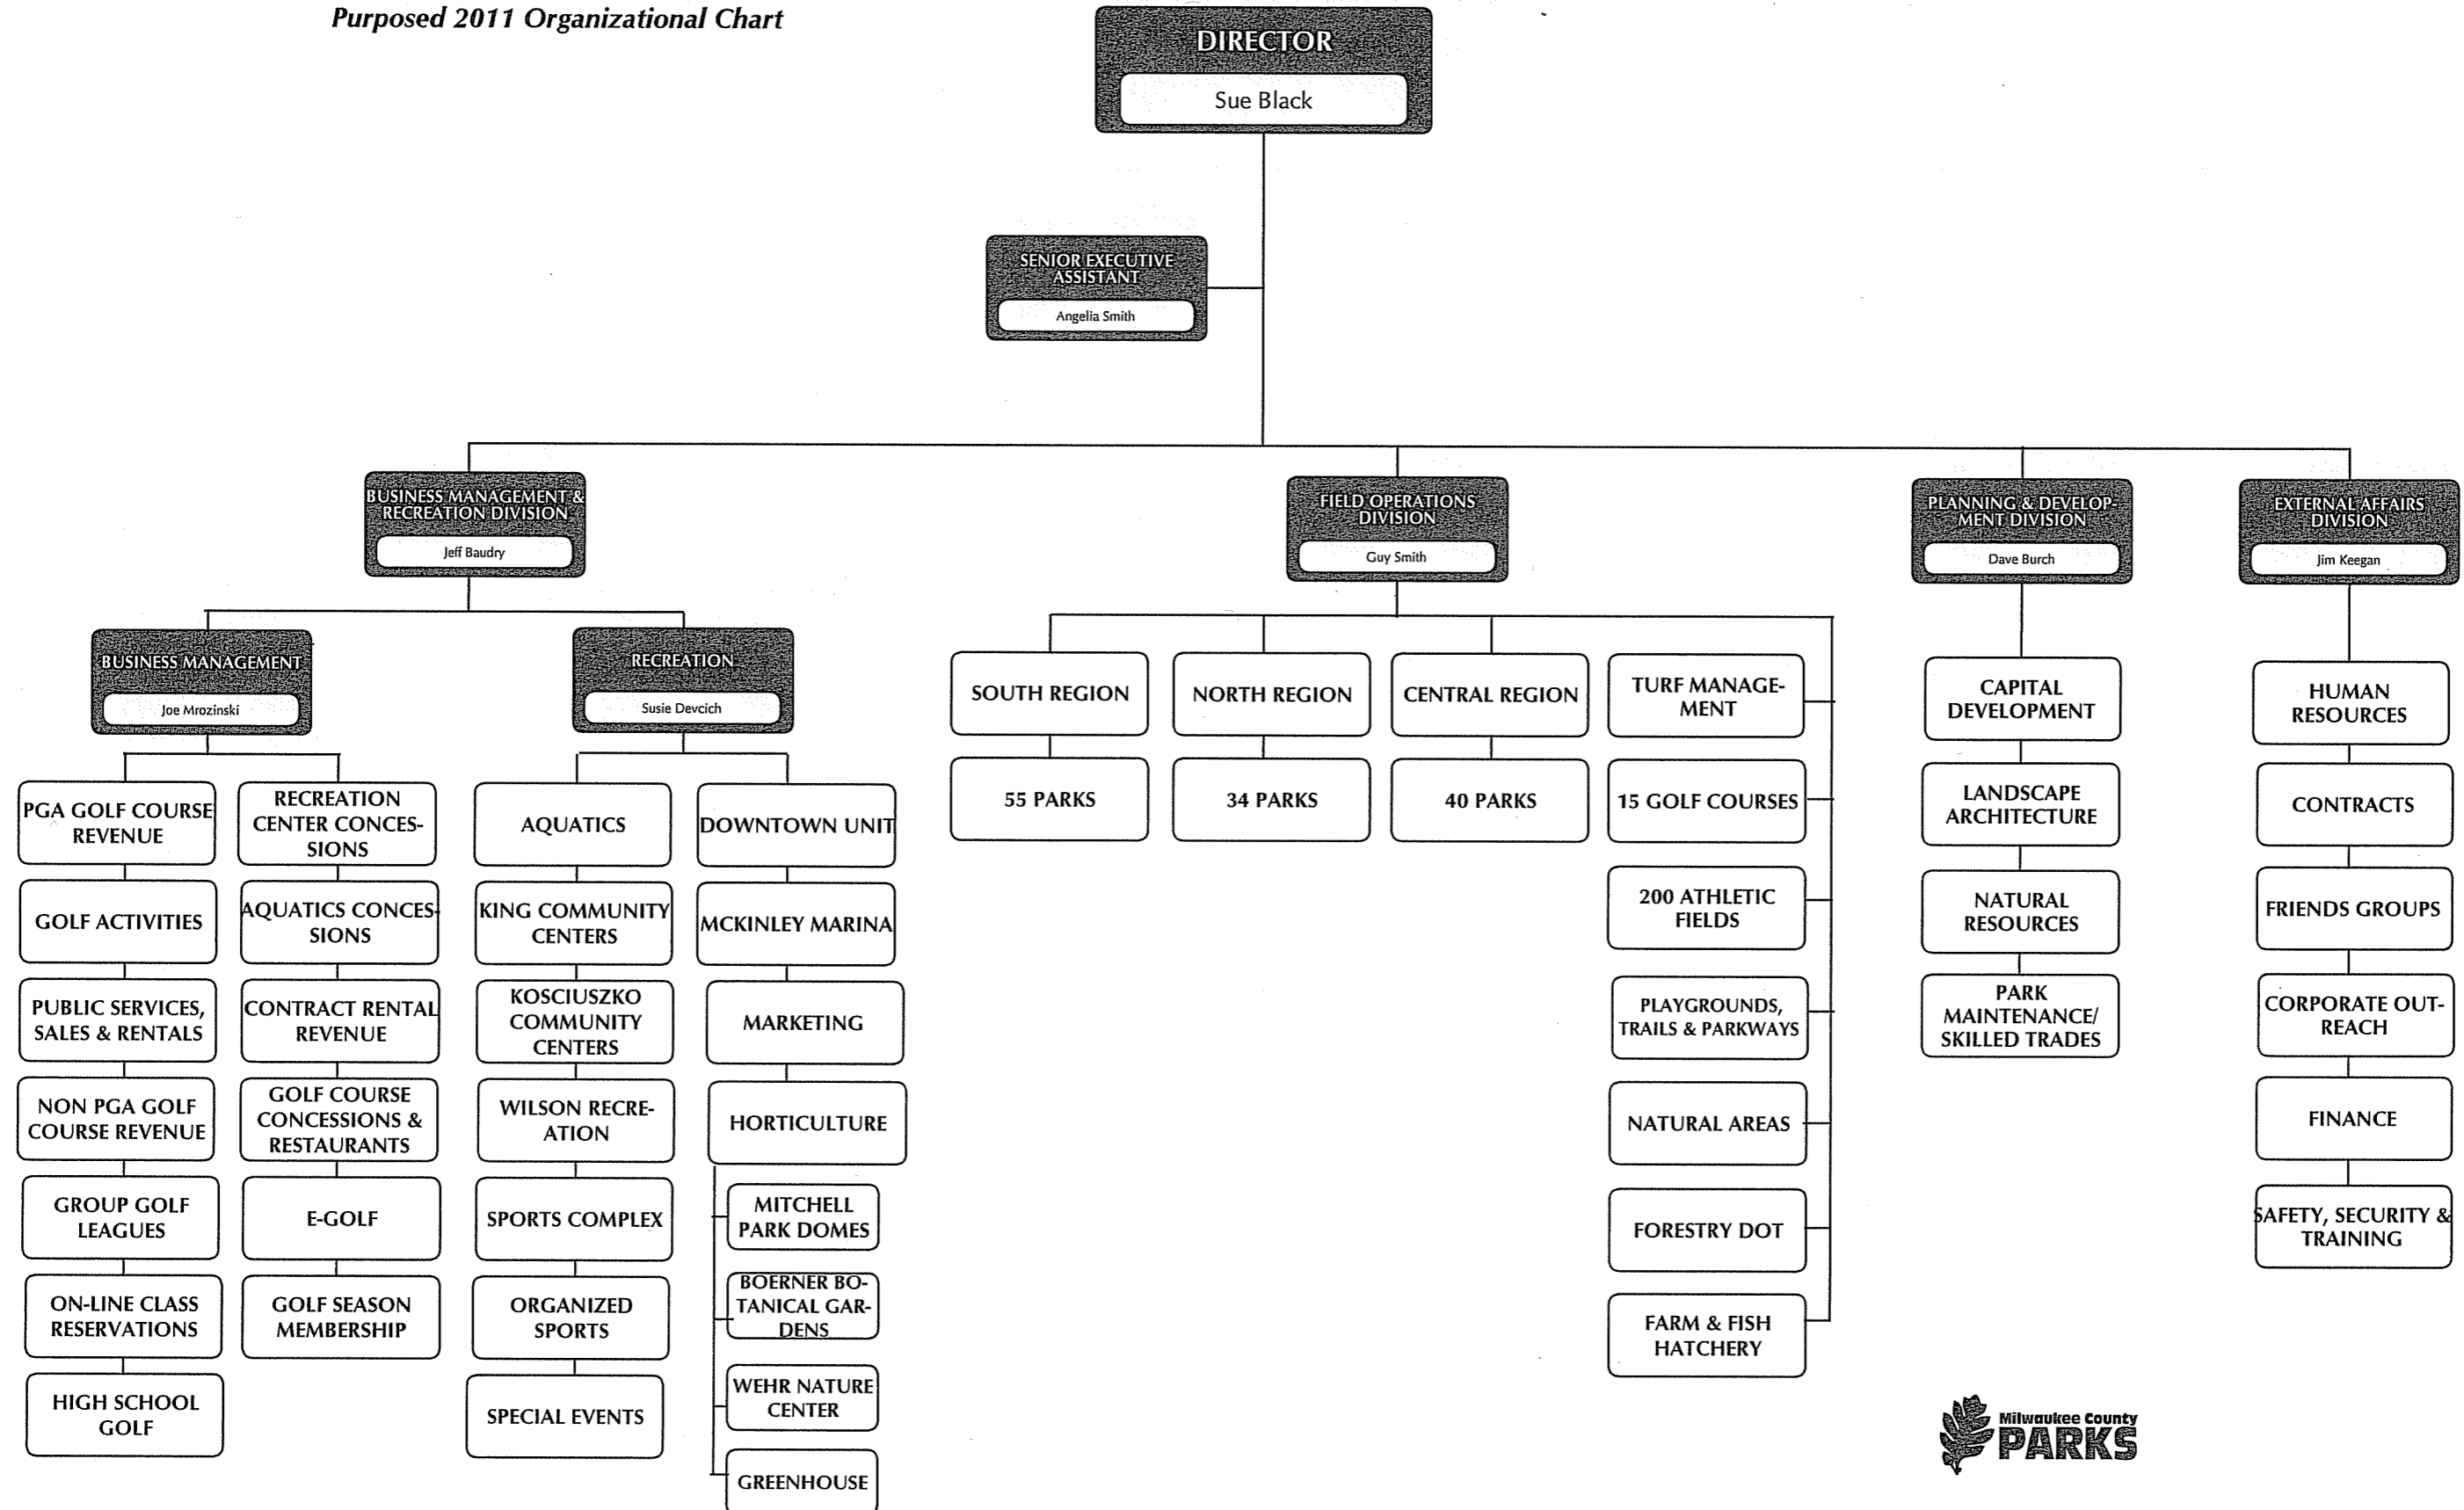 Purposed 2011 Organizational Chart
DIRECTOR
Sue Black
SENIOR EXECUTIVE
ASSISTANT
Angelia Smith
BUSINESS MANAGEMENT &
RECREATION DIVISION
Jeff Baudry
BUSINESS MANAGEMENT
Joe Mrozinski
PGA GOLF COURSE
REVENUE
GOLF ACTIVITIES
PUBLIC SERVICES,
SALES & RENTALS
NON PGA GOLF
COURSE REVENUE
GROUP GOLF
LEAGUES
ON-LINE CLASS
RESERVATIONS
HIGH SCHOOL
GOLF
RECREATION
CENTER CONCES-
SIONS
AQUATICS CONCES-
SIONS
CONTRACT RENTAL
REVENUE
GOLF COURSE
CONCESSIONS &
RESTAURANTS
E-GOLF
GOLF SEASON
MEMBERSHIP
RECREATION
Susie Devcich
AQUATICS
KING COMMUNITY
CENTERS
KOSCIUSZKO
COMMUNITY
CENTERS
WILSON RECRE-
ATION
SPORTS COMPLEX
ORGANIZED
SPORTS
SPECIAL EVENTS
DOWNTOWN UNIT
MCKINLEY MARINA
MARKETING
HORTICULTURE
MITCHELL
PARK DOMES
BOERNER BO-
TANICAL GAR-
DENS
WEHR NATURE
CENTER
GREENHOUSE
FIELD OPERATIONS
DIVISION
Guy Smith
SOUTH REGION
55 PARKS
NORTH REGION
34 PARKS
CENTRAL REGION
40 PARKS
TURF MANAGE-
MENT
15 GOLF COURSES
200 ATHLETIC
FIELDS
PLAYGROUNDS,
TRAILS & PARKWAYS
NATURAL AREAS
FORESTRY DOT
FARM & FISH
HATCHERY
PLANNING & DEVELOP-
MENT DIVISION
Dave Burch
CAPITAL
DEVELOPMENT
LANDSCAPE
ARCHITECTURE
NATURAL
RESOURCES
PARK
MAINTENANCE/
SKILLED TRADES
EXTERNAL AFFAIRS
DIVISION
Jim Keegan
HUMAN
RESOURCES
CONTRACTS
FRIENDS GROUPS
CORPORATE OUT-
REACH
FINANCE
SAFETY, SECURITY &
TRAINING
Milwaukee County
PARKS